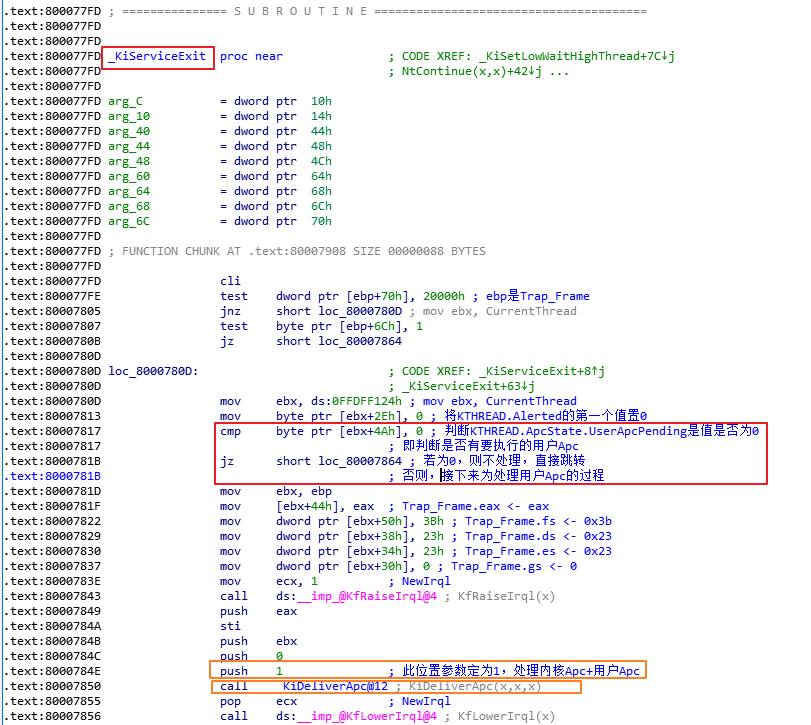 .text:800077FD ; =============== S U B R O U T I N E =======================================
.text:800077FD
.text:800077FD
.text:800077FD _KiServiceExit proc near ; CODE XREF: _KiSetLowWaitHighThread+7C↓j
.text:800077FD ; NtContinue(x,x)+42↓j ...
.text:800077FD
.text:800077FD arg_C = dword ptr 10h
.text:800077FD arg_10 = dword ptr 14h
.text:800077FD arg_40 = dword ptr 44h
.text:800077FD arg_44 = dword ptr 48h
.text:800077FD arg_48 = dword ptr 4Ch
.text:800077FD arg_60 = dword ptr 64h
.text:800077FD arg_64 = dword ptr 68h
.text:800077FD arg_68 = dword ptr 6Ch
.text:800077FD arg_6C = dword ptr 70h
.text:800077FD
.text:800077FD ; FUNCTION CHUNK AT .text:80007908 SIZE 00000088 BYTES
.text:800077FD
.text:800077FD cli
.text:800077FE test dword ptr [ebp+70h], 20000h ; ebp是Trap_Frame
.text:80007805 jnz short loc_8000780D ; mov ebx, CurrentThread
.text:80007807 test byte ptr [ebp+6Ch], 1
.text:8000780B jz short loc_80007864
.text:8000780D
.text:8000780D loc_8000780D: ; CODE XREF: _KiServiceExit+8↑j
.text:8000780D ; _KiServiceExit+63↓j
.text:8000780D mov ebx, ds:0FFDFF124h ; mov ebx, CurrentThread
.text:80007813 mov byte ptr [ebx+2Eh], 0 ; 将KTHREAD.Alerted的第一个值置0
.text:80007817 cmp byte ptr [ebx+4Ah], 0 ; 判断KTHREAD.ApcState.UserApcPending是值是否为0
.text:80007817 ; 即判断是否有要执行的用户Apc
.text:8000781B jz short loc_80007864 ; 若为0，则不处理，直接跳转
.text:8000781B ; 否则，接下来为处理用户Apc的过程
.text:8000781D mov ebx, ebp
.text:8000781F mov [ebx+44h], eax ; Trap_Frame.eax <- eax
.text:80007822 mov dword ptr [ebx+50h], 3Bh ; Trap_Frame.fs <- 0x3b
.text:80007829 mov dword ptr [ebx+38h], 23h ; Trap_Frame.ds <- 0x23
.text:80007830 mov dword ptr [ebx+34h], 23h ; Trap_Frame.es <- 0x23
.text:80007837 mov dword ptr [ebx+30h], 0 ; Trap_Frame.gs <- 0
.text:8000783E mov ecx, 1 ; NewIrql
.text:80007843 call ds:__imp_@KfRaiseIrql@4 ; KfRaiseIrql(x)
.text:80007849 push eax
.text:8000784A sti
.text:8000784B push ebx
.text:8000784C push 0
.text:8000784E push 1 ; 此位置参数定为1，处理内核Apc+用户Apc
.text:80007850 call _KiDeliverApc@12 ; KiDeliverApc(x,x,x)
.text:80007855 pop ecx ; NewIrql
.text:80007856 call ds:__imp_@KfLowerIrql@4 ; KfLowerIrql(x)